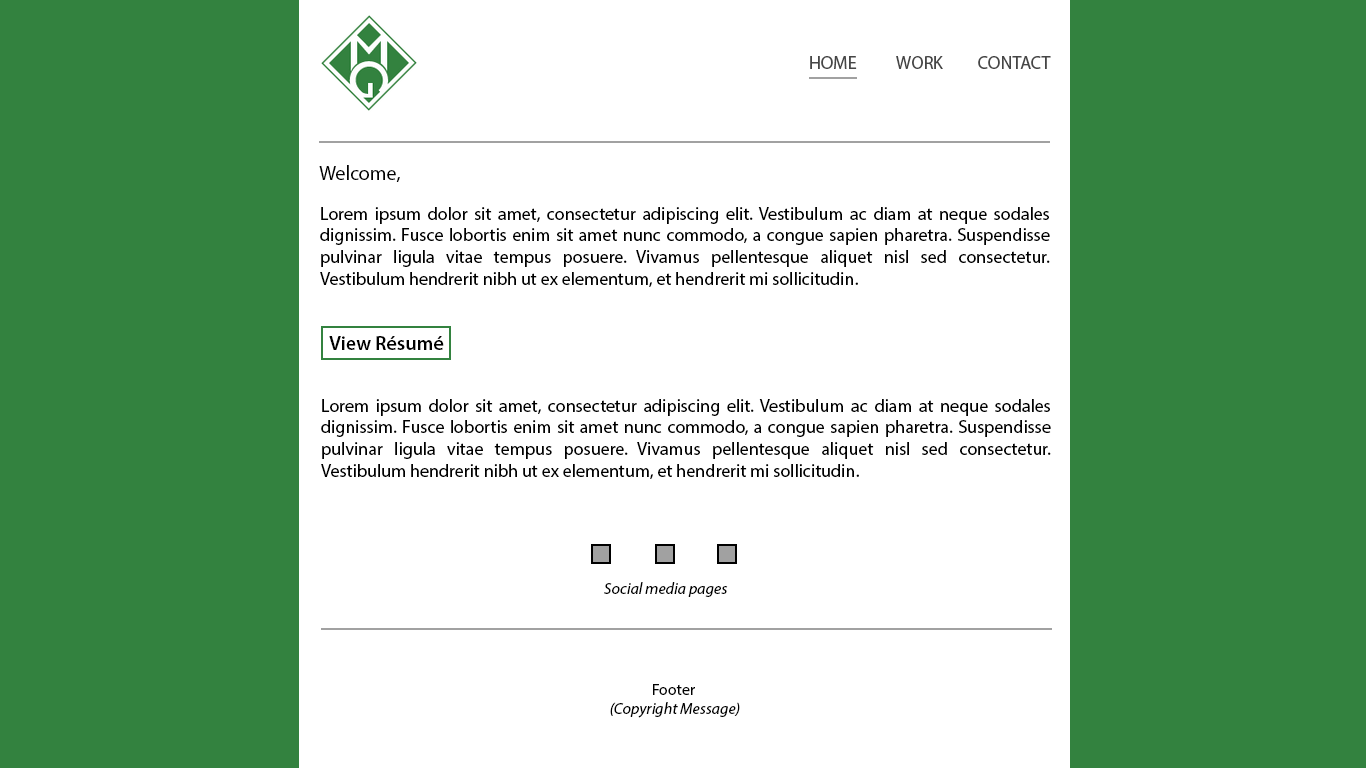 MQ
HOME WORK CONTACT
Welcome,
Lorem ipsum dolor sit amet, consectetur adipiscing elit. Vestibulum ac diam at neque sodales
dignissim. Fusce lobortis enim sit amet nunc commodo, a congue sapien pharetra. Suspendisse
pulvinar ligula vitae tempus posuere. Vivamus pellentesque aliquet nisl sed consectetur.
Vestibulum hendrerit nibh ut ex elementum, et hendrerit mi sollicitudin.
View Résumé
Lorem ipsum dolor sit amet, consectetur adipiscing elit. Vestibulum ac diam at neque sodales
dignissim. Fusce lobortis enim sit amet nunc commodo, a congue sapien pharetra. Suspendisse
pulvinar ligula vitae tempus posuere. Vivamus pellentesque aliquet nisl sed consectetur.
Vestibulum hendrerit nibh ut ex elementum, et hendrerit mi sollicitudin.
Social media pages
Footer
(Copyright Message)